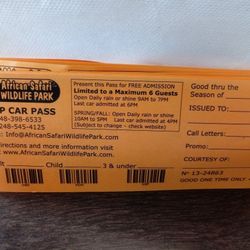 African Safari
WILDLIFE PARK
P CAR PASS
48-398-6533
248-545-4125
Info@AfricanSafariWildlifePark.com
directions and more information visit
www.AfricanSafariWildlifePark.com
Child
3 & under
Present this Pass for FREE ADMISSION
Limited to a Maximum 6 Guests
Open Daily rain or shine 9AM to 7PM
Last car admitted at 6PM
SPRING/FALL: Open Daily rain or shine
10AM to 5PM Last car admitted at 4PM
(Subject to change - check website)
Good thru the
Season of
ISSUED TO:
Call Letters:
Promo:
COURTESY OF:
Nº 13-24863
GOOD ONE TIME ONLY